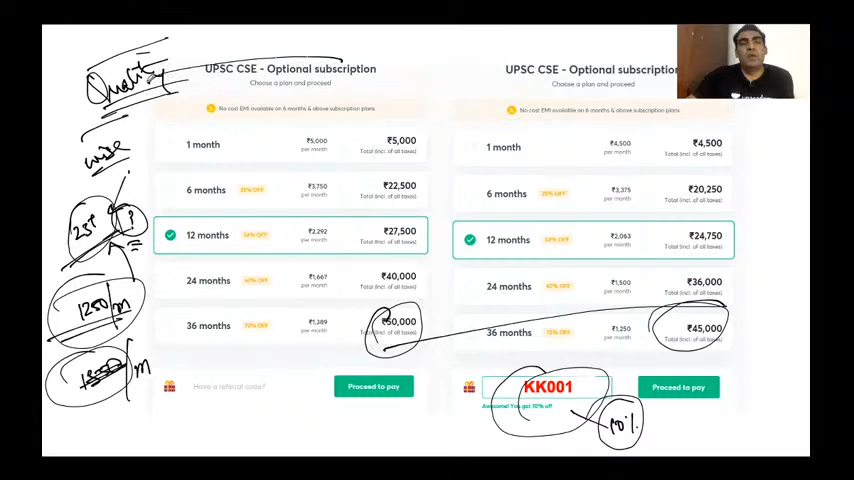 Quality
wise
1250/m
m
UPSC CSE - Optional subscription
Choose a plan and proceed
No cost EMI available on 6 months & above subscription plans
1 month ₹5,000 per month ₹5,000 Total (Incl. of all taxes)
6 months 25% OFF ₹3,750 per month ₹22,500 Total (Incl. of all taxes)
12 months 54% OFF ₹2,292 per month ₹27,500 Total (Incl. of all taxes)
24 months 67% OFF ₹1,667 per month ₹40,000 Total (Incl. of all taxes)
36 months 72% OFF ₹1,389 per month ₹50,000 Total (Incl. of all taxes)
Have a referral code? Proceed to pay
UPSC CSE - Optional subscription
Choose a plan and proceed
No cost EMI available on 6 months & above subscription plans
1 month ₹4,500 per month ₹4,500 Total (Incl. of all taxes)
6 months 25% OFF ₹3,375 per month ₹20,250 Total (Incl. of all taxes)
12 months ₹2,063 per month ₹24,750 Total (Incl. of all taxes)
24 months 67% OFF ₹1,500 per month ₹36,000 Total (Incl. of all taxes)
36 months 72% OFF ₹1,250 per month ₹45,000 Total (Incl. of all taxes)
KK001 Proceed to pay
Awesome! You got 10% off
10%